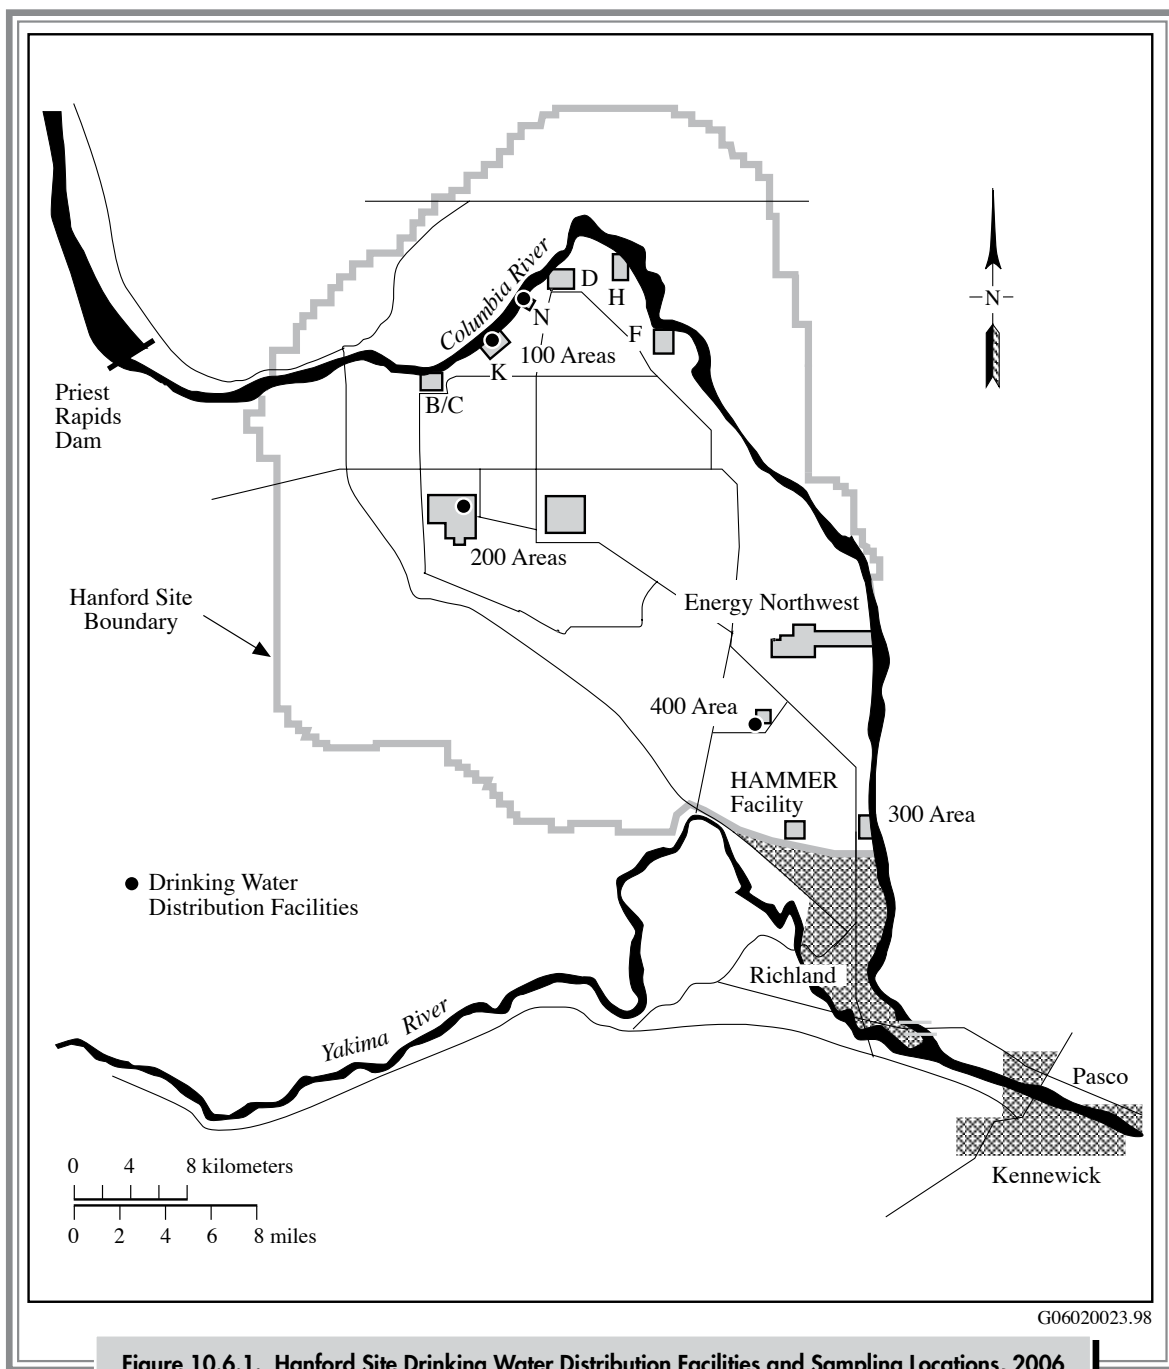 Columbia River
D
H
N
F
100 Areas
K
B/C
Priest
Rapids
Dam
N
200 Areas
Hanford Site
Boundary
Energy Northwest
400 Area
HAMMER
Facility
300 Area
Drinking Water
Distribution Facilities
Richland
Yakima River
Pasco
Kennewick
0 4 8 kilometers
0 2 4 6 8 miles
G06020023.98
Figure 10.6.1. Hanford Site Drinking Water Distribution Facilities and Sampling Locations, 2006